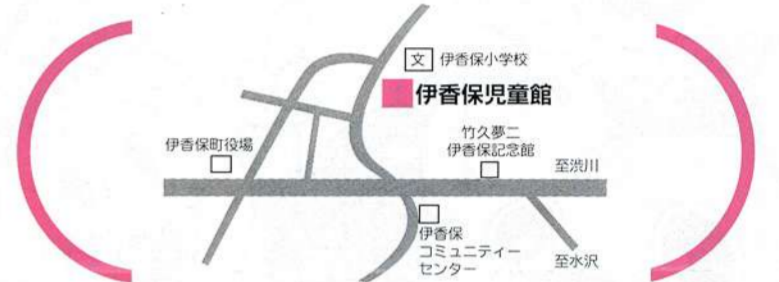 文 伊香保小学校
伊香保児童館
竹久夢二
伊香保記念館
伊香保町役場
至渋川
伊香保
コミュニティー
センター
至水沢